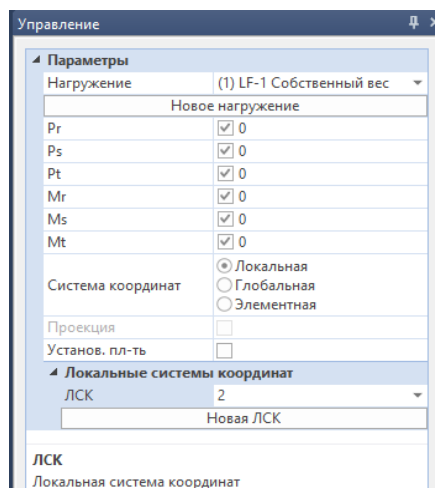 Управление
Параметры
Нагружение (1) LF-1 Собственный вес
Новое нагружение
Pr 0
Ps 0
Pt 0
Mr 0
Ms 0
Mt 0
Система координат
Локальная
Глобальная
Элементная
Проекция
Установ. пл-ть
Локальные системы координат
ЛСК 2
Новая ЛСК
ЛСК
Локальная система координат